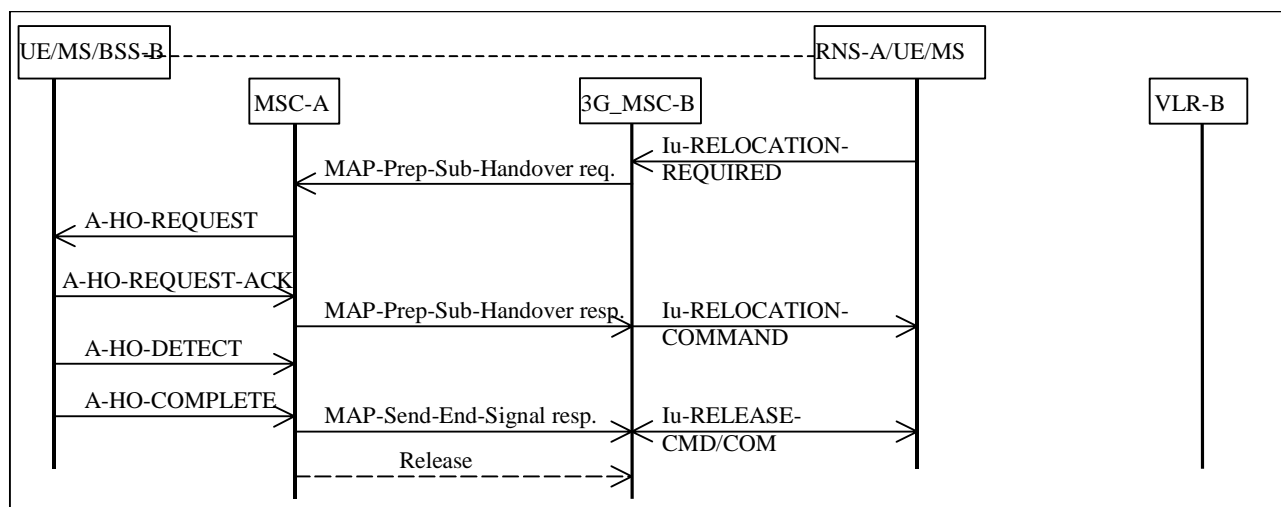 UE/MS/BSS-B
RNS-A/UE/MS
MSC-A
3G_MSC-B
VLR-B
Iu-RELOCATION-
REQUIRED
MAP-Prep-Sub-Handover req.
A-HO-REQUEST
A-HO-REQUEST-ACK
MAP-Prep-Sub-Handover resp.
Iu-RELOCATION-
COMMAND
A-HO-DETECT
A-HO-COMPLETE
MAP-Send-End-Signal resp.
Iu-RELEASE-
CMD/COM
Release